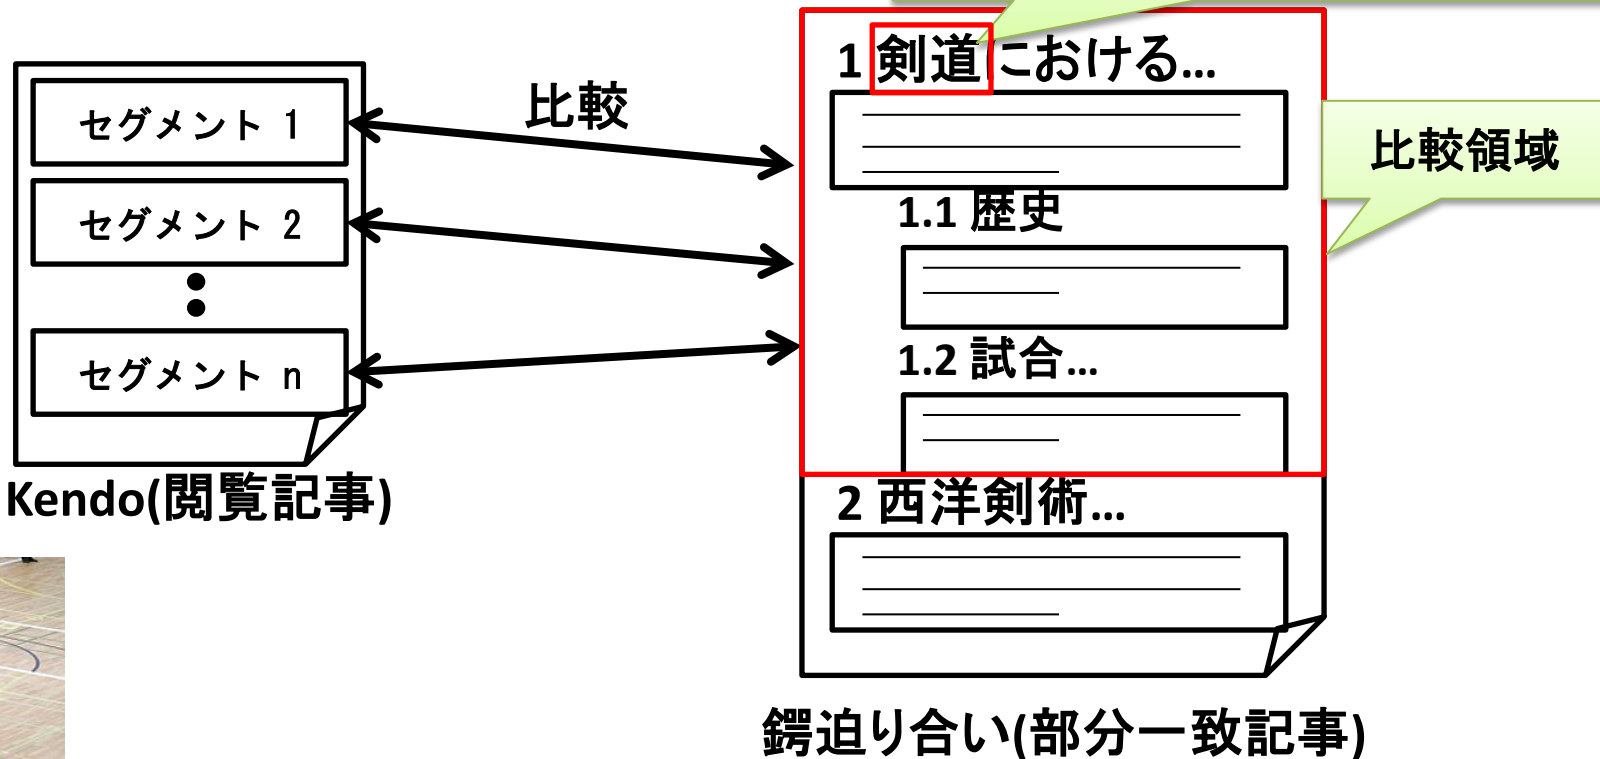 セグメント 1
セグメント 2
セグメント n
Kendo(閲覧記事)
比較
1 剣道における...
1.1 歴史
1.2 試合...
2 西洋剣術...
鍔迫り合い(部分一致記事)
比較領域